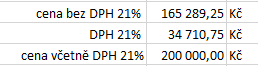 cena bez DPH 21% 165 289,25 Kč
DPH 21% 34 710,75 Kč
cena včetně DPH 21% 200 000,00 Kč